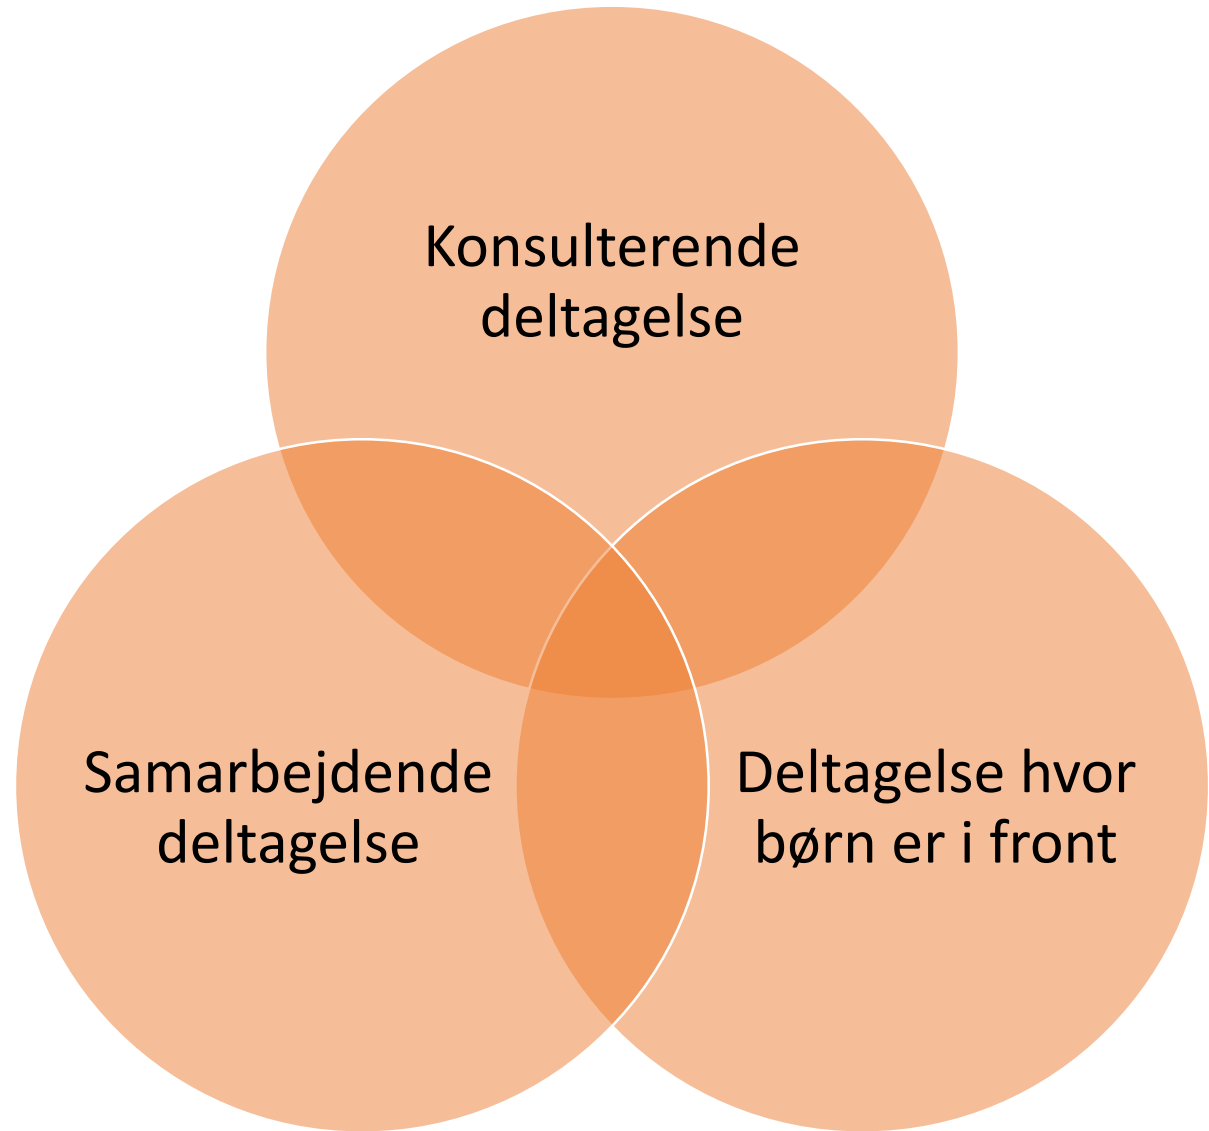 Konsulterende
deltagelse
Samarbejdende
deltagelse
Deltagelse hvor
børn er i front